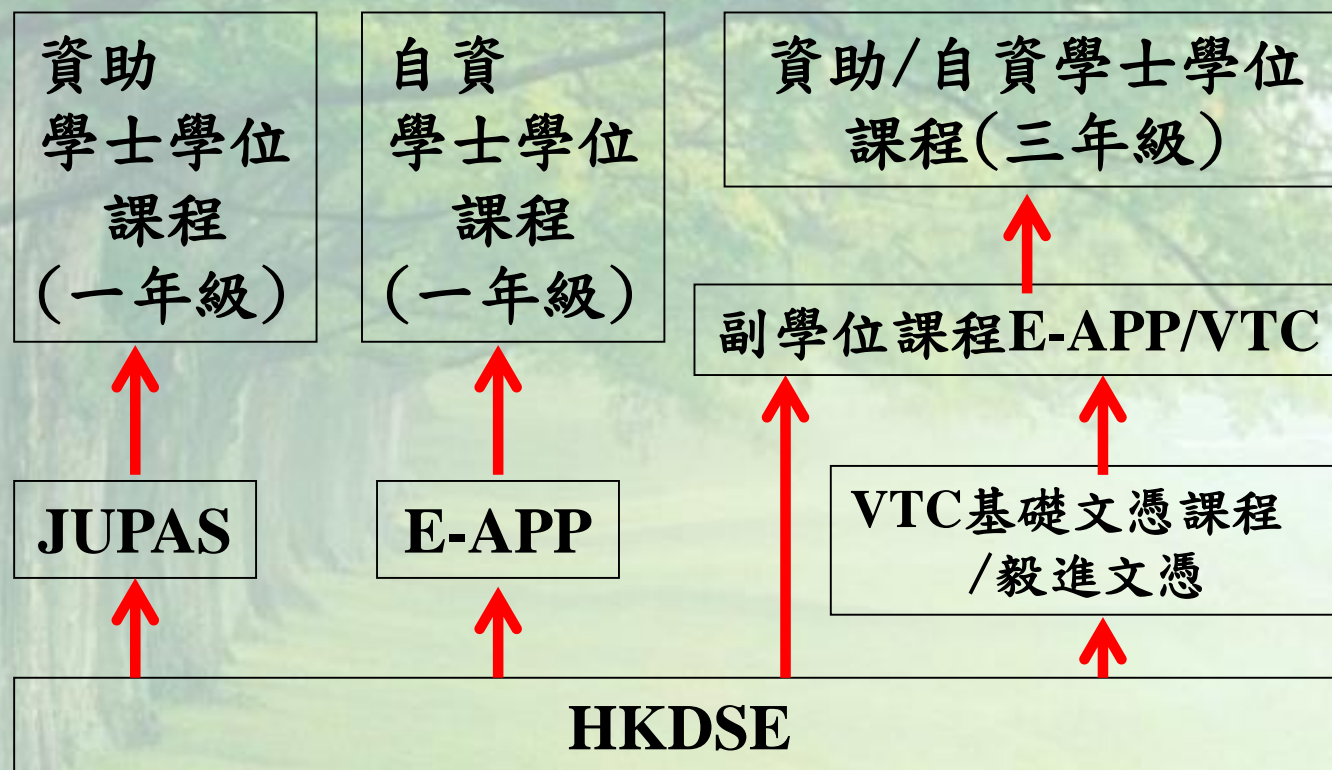 資助
學士學位
課程
(一年級)
自資
學士學位
課程
(一年級)
資助/自資學士學位
課程(三年級)
副學位課程E-APP/VTC
JUPAS
E-APP
VTC基礎文憑課程
/毅進文憑
HKDSE